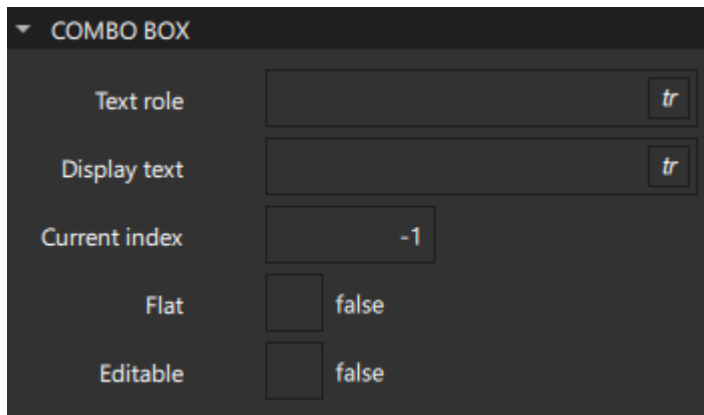 COMBO BOX
Text role tr
Display text tr
Current index -1
Flat false
Editable false